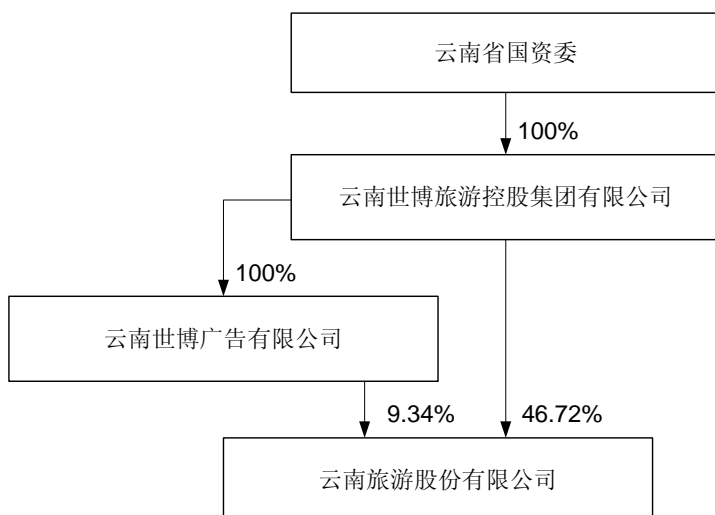 云南省国资委
100%
云南世博旅游控股集团有限公司
100%
云南世博广告有限公司
9.34%
46.72%
云南旅游股份有限公司